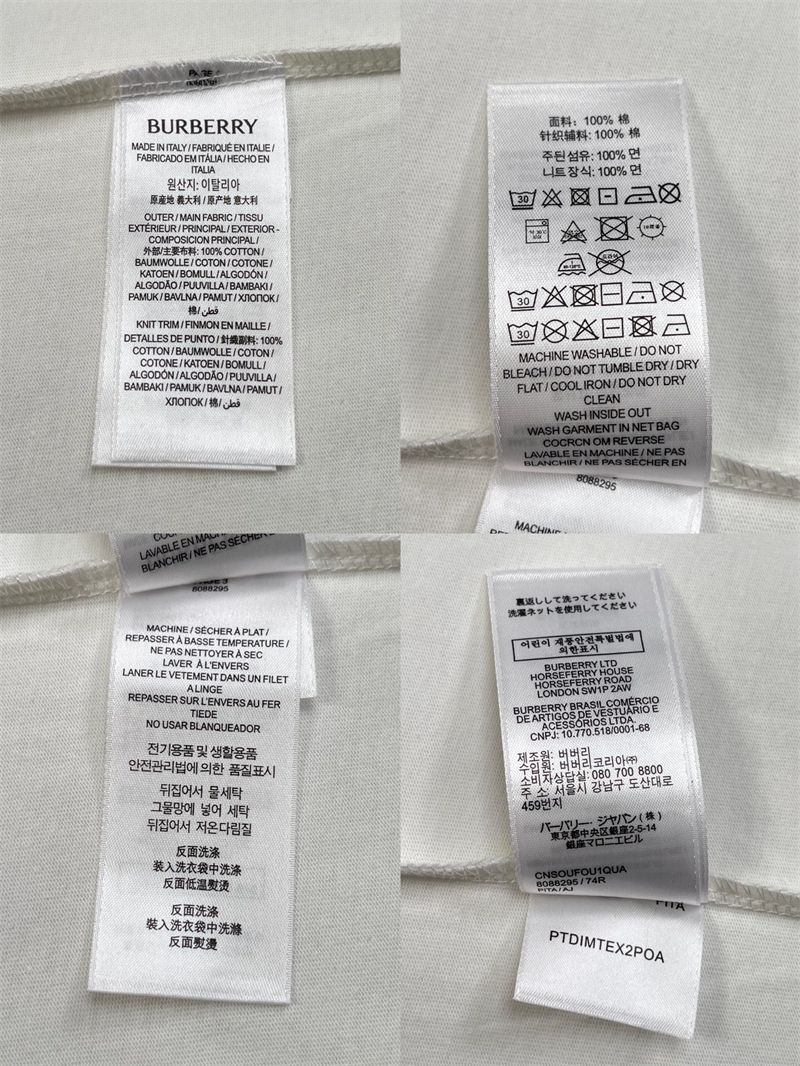 BURBERRY
MADE IN ITALY / FABRIQUÉ EN ITALIE /
FABRICADO EM ITÁLIA / HECHO EN
ITALIA
원산지: 이탈리아
原産地 義大利 / 原产地 意大利
OUTER / MAIN FABRIC / TISSU
EXTÉRIEUR / PRINCIPAL / EXTERIOR -
COMPOSICION PRINCIPAL /
外部/主要布料: 100% COTTON /
BAUMWOLLE / COTON / COTONE /
KATOEN / BOMULL / ALGODÓN /
ALGODÃO / PUUVILLA / BAMBAKI /
PAMUK / BAVLNA / PAMUT / ХЛОПОК /
棉/ قطن
KNIT TRIM / FINMON EN MAILLE /
DETALLES DE PUNTO / 針織副料: 100%
COTTON / BAUMWOLLE / COTON /
COTONE / KATOEN / BOMULL /
ALGODÓN / ALGODÃO / PUUVILLA /
BAMBAKI / PAMUK / BAVLNA / PAMUT /
ХЛОПОК / 棉/ قطن
面料: 100% 棉
针织辅料: 100% 棉
주된섬유: 100% 면
니트장식: 100% 면
30
30
30
MACHINE WASHABLE / DO NOT
BLEACH / DO NOT TUMBLE DRY / DRY
FLAT / COOL IRON / DO NOT DRY
CLEAN
WASH INSIDE OUT
WASH GARMENT IN NET BAG
COCRCN OM REVERSE
LAVABLE EN MACHINE / NE PAS
BLANCHIR / NE PAS SÉCHER EN
8088295
MACHINE
LAVABLE EN MACH
BLANCHIR / NE PAS SÉCHER E
PAGE 3
8088295
MACHINE / SÉCHER À PLAT /
REPASSER À BASSE TEMPERATURE /
NE PAS NETTOYER À SEC
LAVER À L'ENVERS
LANER LE VETEMENT DANS UN FILET
A LINGE
REPASSER SUR L'ENVERS AU FER
TIEDE
NO USAR BLANQUEADOR
전기용품 및 생활용품
안전관리법에 의한 품질표시
뒤집어서 물세탁
그물망에 넣어 세탁
뒤집어서 저온다림질
反面洗涤
装入洗衣袋中洗涤
反面低温熨烫
反面洗涤
裝入洗衣袋中洗滌
反面熨燙
裏返しして洗ってください
洗濯ネットを使用してください
어린이 제품안전특별법에
의한표시
BURBERRY LTD
HORSEFERRY HOUSE
HORSEFERRY ROAD
LONDON SW1P 2AW
BURBERRY BRASIL COMÉRCIO
DE ARTIGOS DE VESTUÁRIO E
ACESSÓRIOS LTDA.
CNPJ: 10.770.518/0001-68
제조원: 버버리
수입원: 버버리코리아㈜
소비자상담실: 080 700 8800
주 소: 서울시 강남구 도산대로
459번지
バーバリー・ジャパン(株)
東京都中央区銀座2-5-14
銀座マロニエビル
CNSOUFOU1QUA
8088295 / 74R
PITA / AJ
PITA
PTDIMTEX2POA